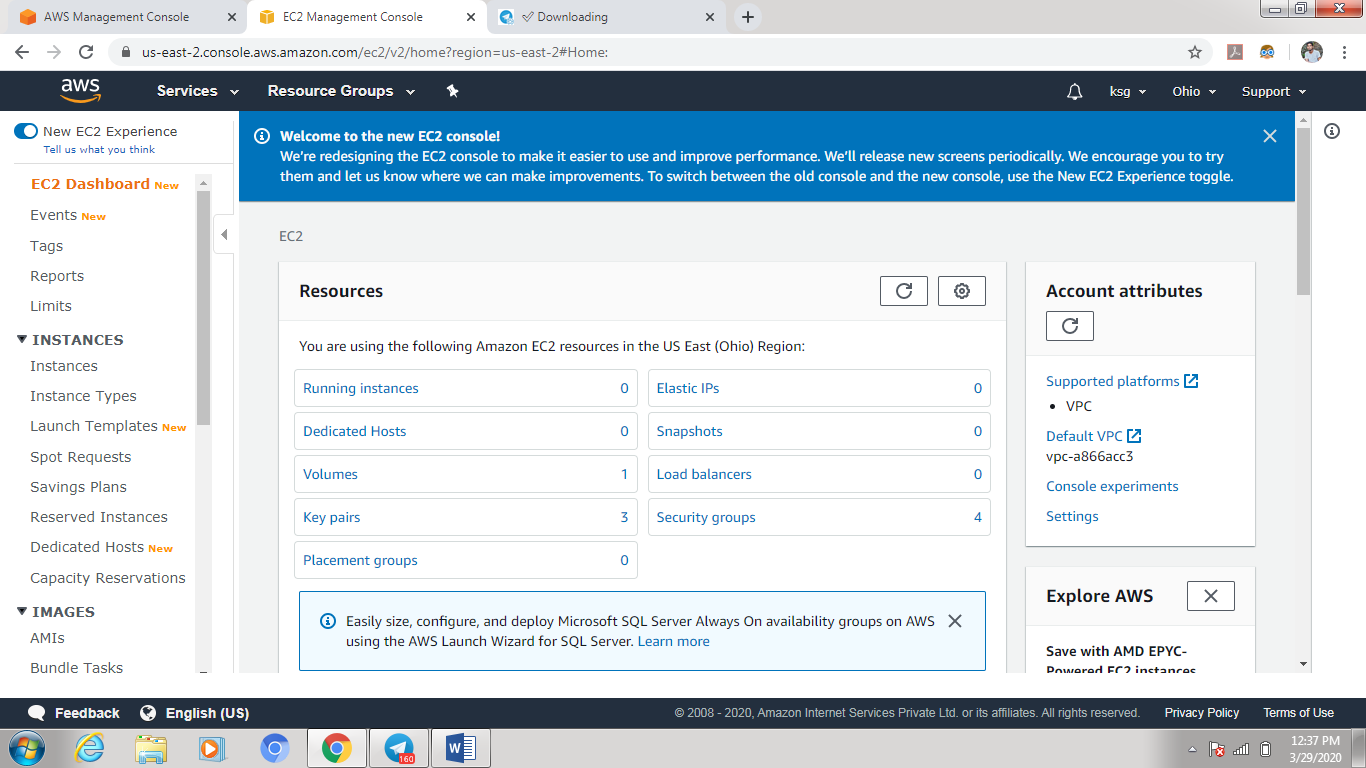 AWS Management Console
EC2 Management Console
✓ Downloading
us-east-2.console.aws.amazon.com/ec2/v2/home?region=us-east-2#Home:
aws
Services
Resource Groups
ksg
Ohio
Support
New EC2 Experience
Tell us what you think
EC2 Dashboard New
Events New
Tags
Reports
Limits
INSTANCES
Instances
Instance Types
Launch Templates New
Spot Requests
Savings Plans
Reserved Instances
Dedicated Hosts New
Capacity Reservations
IMAGES
AMIs
Bundle Tasks
Welcome to the new EC2 console!
We're redesigning the EC2 console to make it easier to use and improve performance. We'll release new screens periodically. We encourage you to try
them and let us know where we can make improvements. To switch between the old console and the new console, use the New EC2 Experience toggle.
EC2
Resources
You are using the following Amazon EC2 resources in the US East (Ohio) Region:
Running instances 0
Elastic IPs 0
Dedicated Hosts 0
Snapshots 0
Volumes 1
Load balancers 0
Key pairs 3
Security groups 4
Placement groups 0
Easily size, configure, and deploy Microsoft SQL Server Always On availability groups on AWS
using the AWS Launch Wizard for SQL Server. Learn more
Account attributes
Supported platforms
• VPC
Default VPC
vpc-a866acc3
Console experiments
Settings
Explore AWS
Save with AMD EPYC-
Powered EC2 instances
Feedback
English (US)
© 2008 - 2020, Amazon Internet Services Private Ltd. or its affiliates. All rights reserved.
Privacy Policy
Terms of Use
160
12:37 PM
3/29/2020